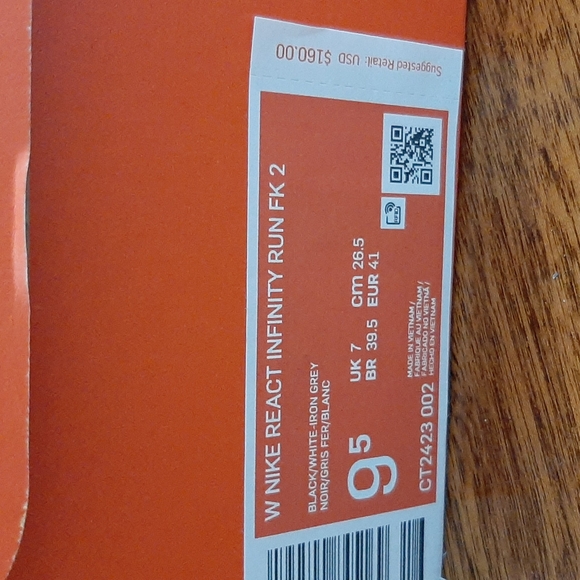 Suggested Retail: USD $160.00
W NIKE REACT INFINITY RUN FK 2
BLACK/WHITE-IRON GREY
NOIR/GRIS FER/BLANC
9⁵
UK 7 cm 26.5
BR 39.5 EUR 41
RFID
MADE IN VIETNAM /
FABRIQUE AU VIETNAM /
FABRICADO NO VIETNÃ /
HECHO EN VIETNAM
CT2423 002